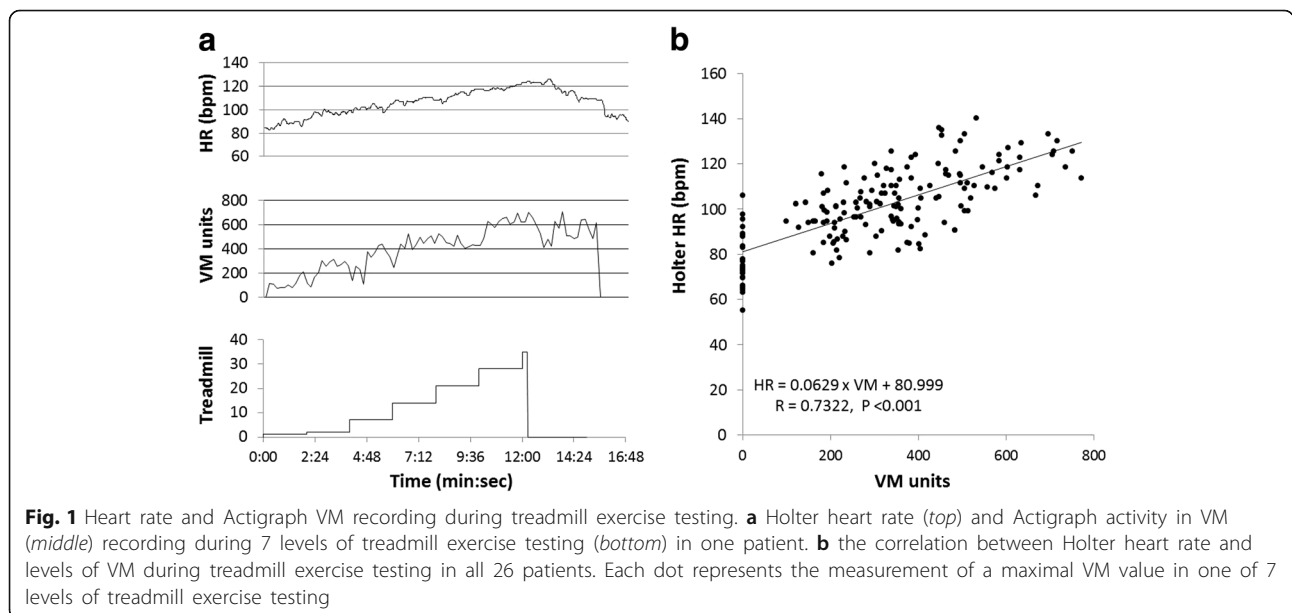 a
140
120
100
80
60
HR (bpm)
800
600
400
200
0
VM units
40
30
20
10
0
Treadmill
0:00 2:24 4:48 7:12 9:36 12:00 14:24 16:48
Time (min:sec)
b
160
140
120
100
80
60
40
20
0
Holter HR (bpm)
HR = 0.0629 x VM + 80.999
R = 0.7322, P <0.001
0 200 400 600 800
VM units
Fig. 1 Heart rate and Actigraph VM recording during treadmill exercise testing. a Holter heart rate (top) and Actigraph activity in VM
(middle) recording during 7 levels of treadmill exercise testing (bottom) in one patient. b the correlation between Holter heart rate and
levels of VM during treadmill exercise testing in all 26 patients. Each dot represents the measurement of a maximal VM value in one of 7
levels of treadmill exercise testing